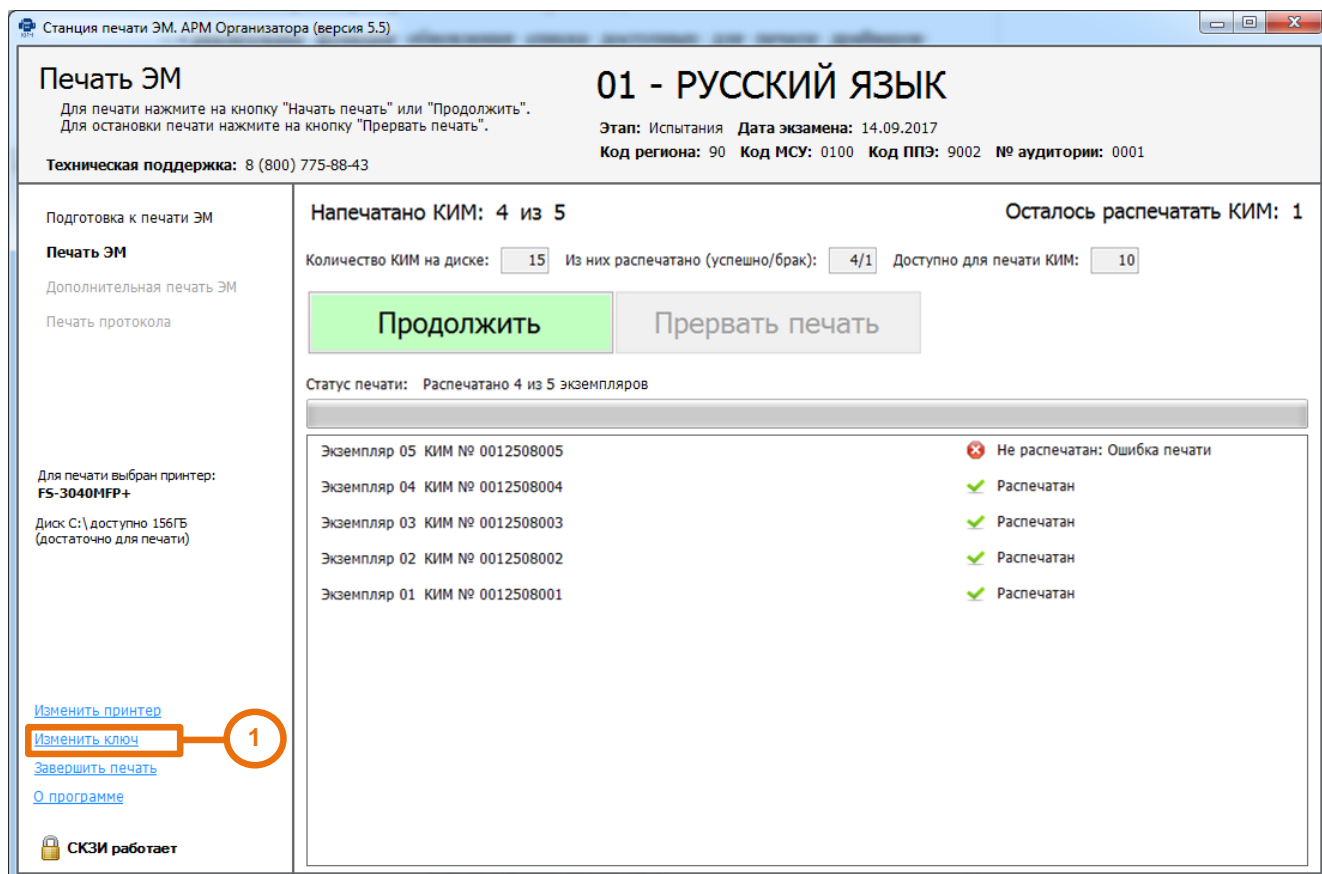 Станция печати ЭМ. АРМ Организатора (версия 5.5)
Печать ЭМ
Для печати нажмите на кнопку "Начать печать" или "Продолжить".
Для остановки печати нажмите на кнопку "Прервать печать".
Техническая поддержка: 8 (800) 775-88-43
01 - РУССКИЙ ЯЗЫК
Этап: Испытания Дата экзамена: 14.09.2017
Код региона: 90 Код МСУ: 0100 Код ППЭ: 9002 № аудитории: 0001
Подготовка к печати ЭМ
Печать ЭМ
Дополнительная печать ЭМ
Печать протокола
Для печати выбран принтер:
FS-3040MFP+
Диск C:\ доступно 156ГБ
(достаточно для печати)
Изменить принтер
Изменить ключ
1
Завершить печать
О программе
СКЗИ работает
Напечатано КИМ: 4 из 5 Осталось распечатать КИМ: 1
Количество КИМ на диске: 15 Из них распечатано (успешно/брак): 4/1 Доступно для печати КИМ: 10
Продолжить Прервать печать
Статус печати: Распечатано 4 из 5 экземпляров
Экземпляр 05 КИМ № 0012508005 Не распечатан: Ошибка печати
Экземпляр 04 КИМ № 0012508004 Распечатан
Экземпляр 03 КИМ № 0012508003 Распечатан
Экземпляр 02 КИМ № 0012508002 Распечатан
Экземпляр 01 КИМ № 0012508001 Распечатан